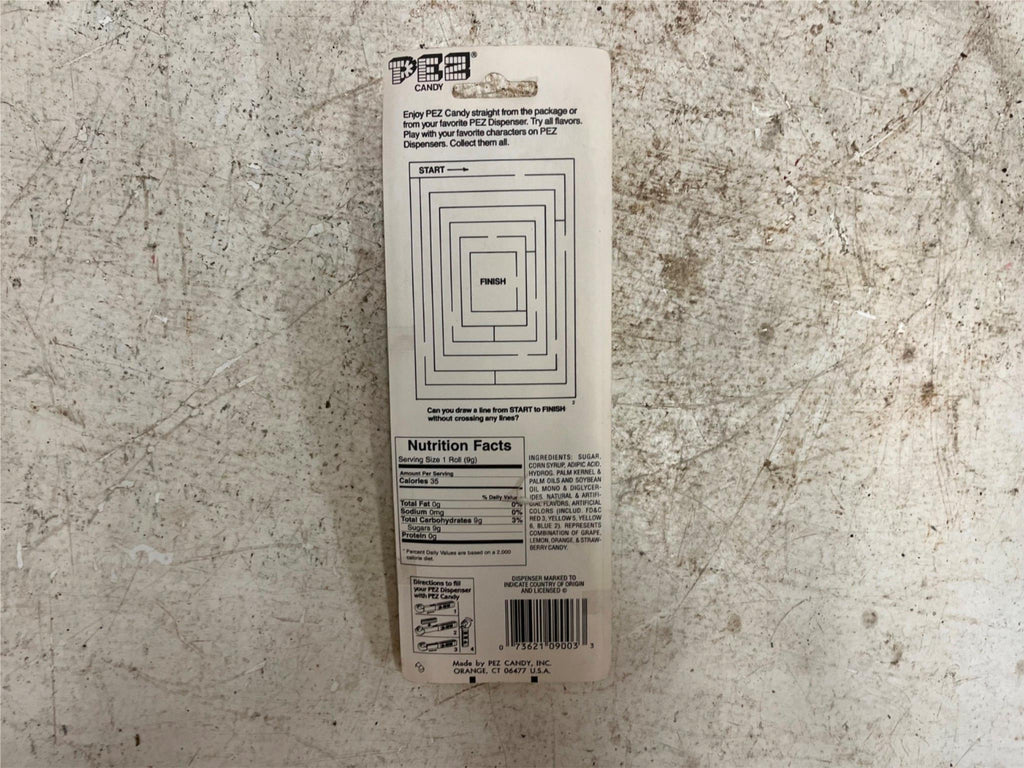 PEZ®
CANDY
Enjoy PEZ Candy straight from the package or
from your favorite PEZ Dispenser. Try all flavors.
Play with your favorite characters on PEZ
Dispensers. Collect them all.
START
FINISH
2
Can you draw a line from START to FINISH
without crossing any lines?
Nutrition Facts
Serving Size 1 Roll (9g)
Amount Per Serving
Calories 35
% Daily Value
Total Fat 0g 0%
Sodium 0mg 0%
Total Carbohydrates 9g 3%
Sugars 9g
Protein 0g
* Percent Daily Values are based on a 2,000
calorie diet.
INGREDIENTS: SUGAR,
CORN SYRUP, ADIPIC ACID,
HYDROG. PALM KERNEL &
PALM OILS AND SOYBEAN
OIL, MONO & DIGLYCER-
IDES, NATURAL & ARTIFI-
CIAL FLAVORS, ARTIFICIAL
COLORS (INCLUD. FD&C
RED 3, YELLOW 5, YELLOW
6, BLUE 2). REPRESENTS
COMBINATION OF GRAPE,
LEMON, ORANGE, & STRAW-
BERRY CANDY.
Directions to fill
your PEZ Dispenser
with PEZ Candy
1
2
3 4
DISPENSER MARKED TO
INDICATE COUNTRY OF ORIGIN
AND LICENSED ©
0 73621 09003 3
Made by PEZ CANDY, INC.
ORANGE, CT 06477 U.S.A.